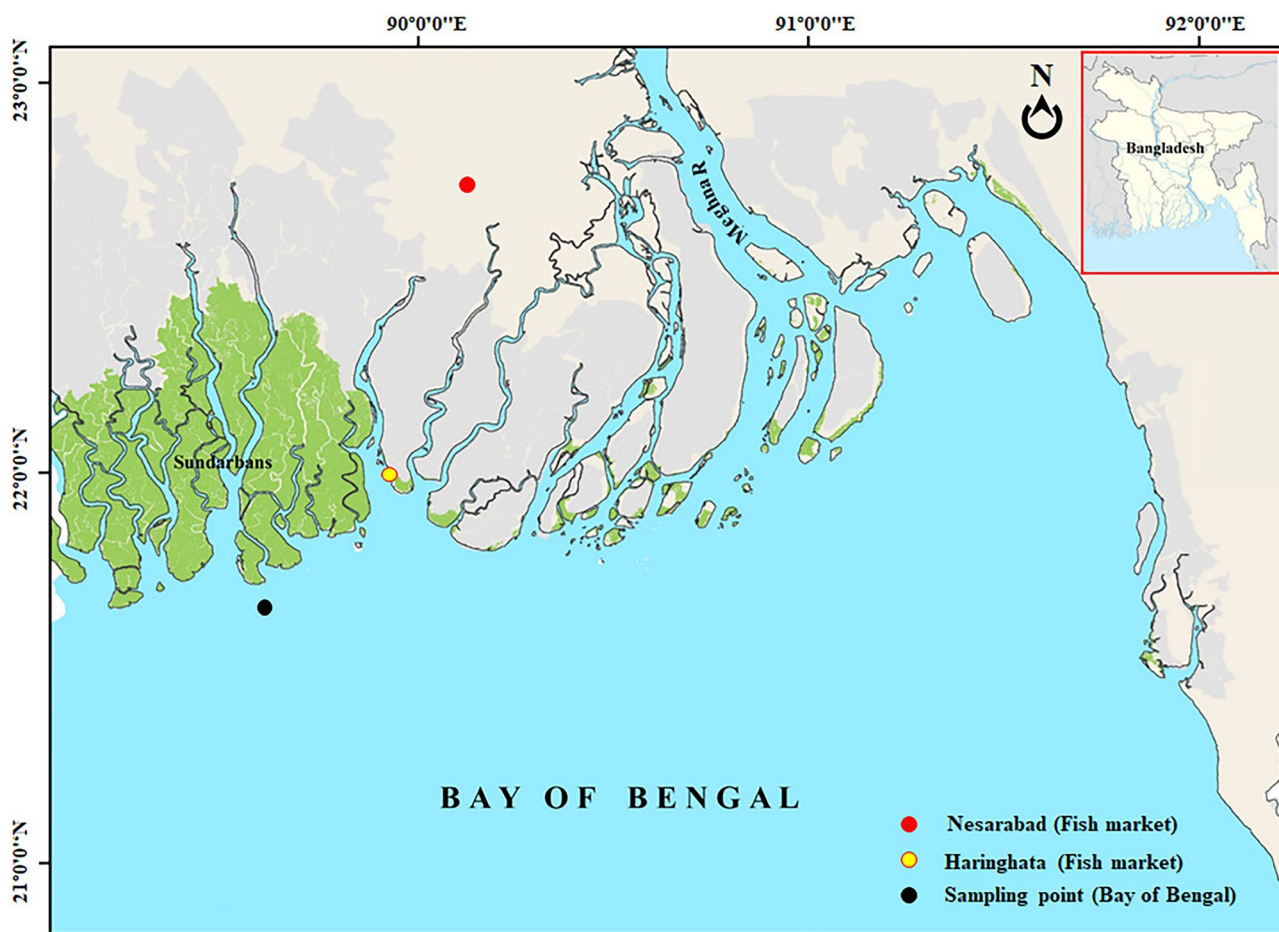 90°0'0''E
91°0'0''E
92°0'0''E
23°0'0''N
N
Bangladesh
Meghna R
22°0'0''N
Sundarbans
BAY OF BENGAL
Nesarabad (Fish market)
Haringhata (Fish market)
21°0'0''N
Sampling point (Bay of Bengal)